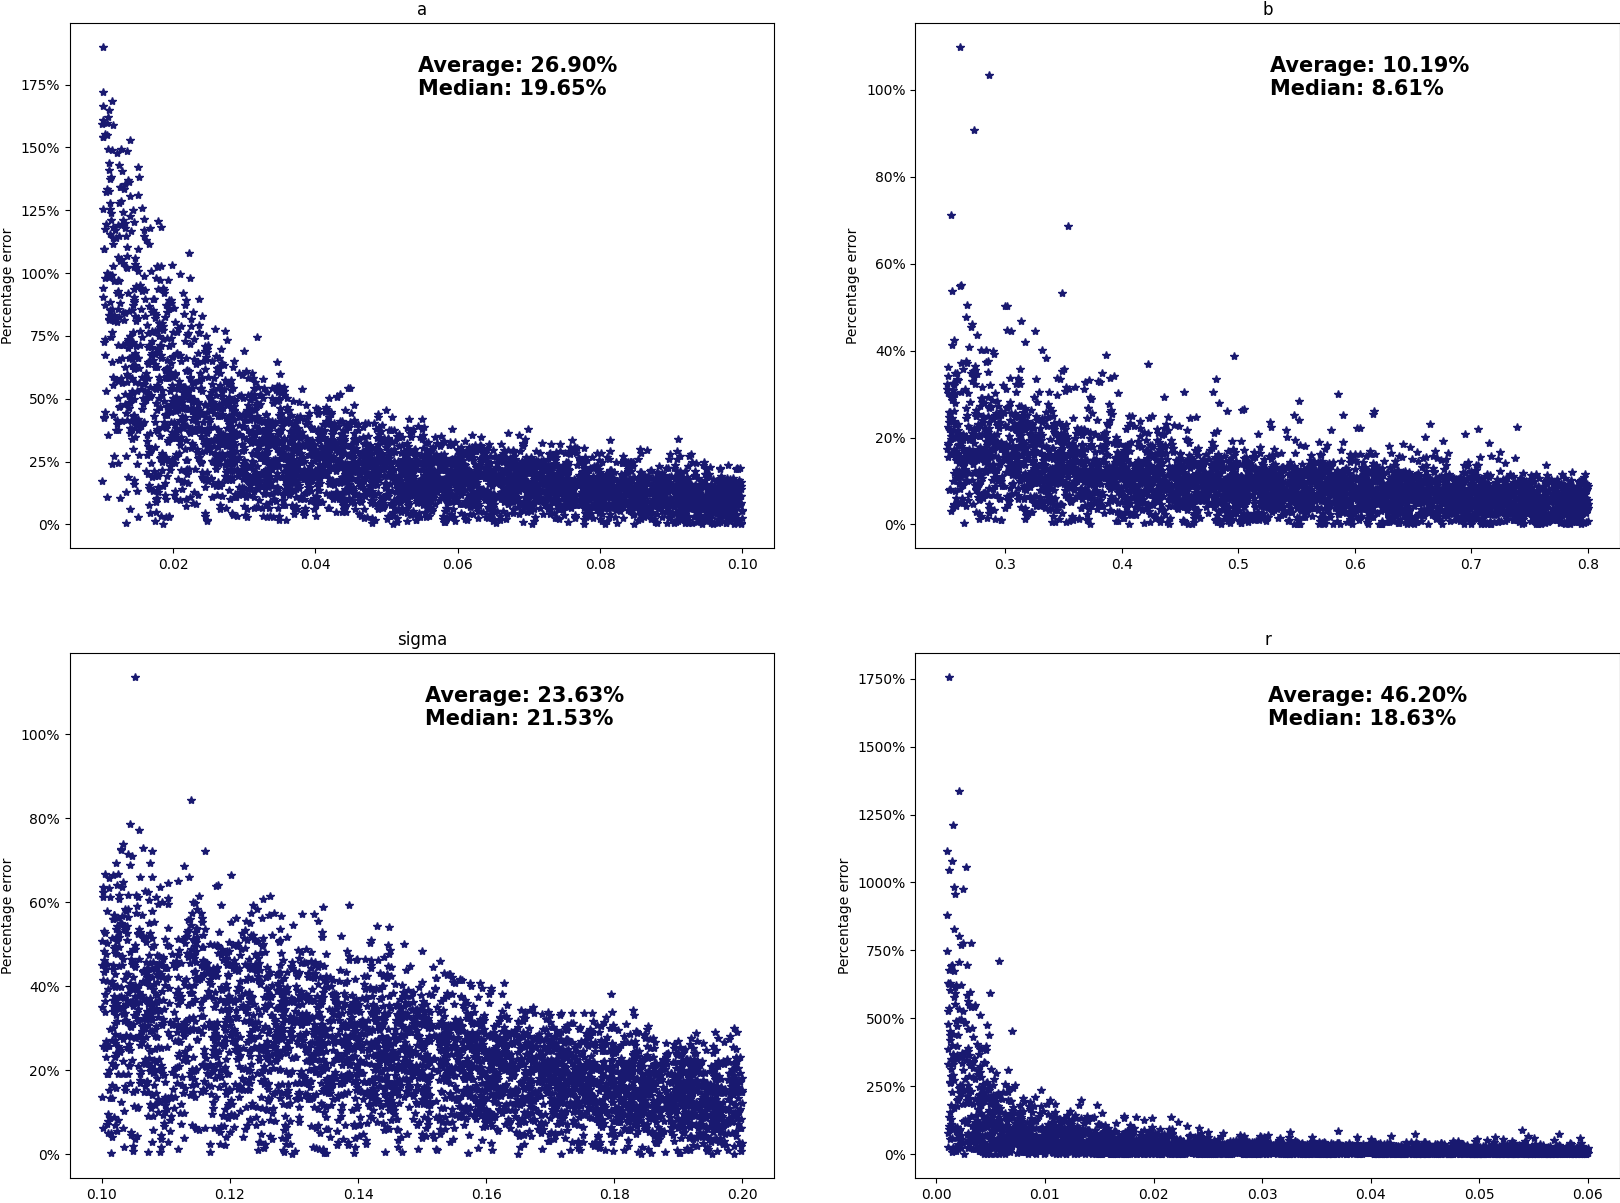 a
Average: 26.90%
Median: 19.65%
Percentage error
175%
150%
125%
100%
75%
50%
25%
0%
0.02 0.04 0.06 0.08 0.10
b
Average: 10.19%
Median: 8.61%
Percentage error
100%
80%
60%
40%
20%
0%
0.3 0.4 0.5 0.6 0.7 0.8
sigma
Average: 23.63%
Median: 21.53%
Percentage error
100%
80%
60%
40%
20%
0%
0.10 0.12 0.14 0.16 0.18 0.20
r
Average: 46.20%
Median: 18.63%
Percentage error
1750%
1500%
1250%
1000%
750%
500%
250%
0%
0.00 0.01 0.02 0.03 0.04 0.05 0.06